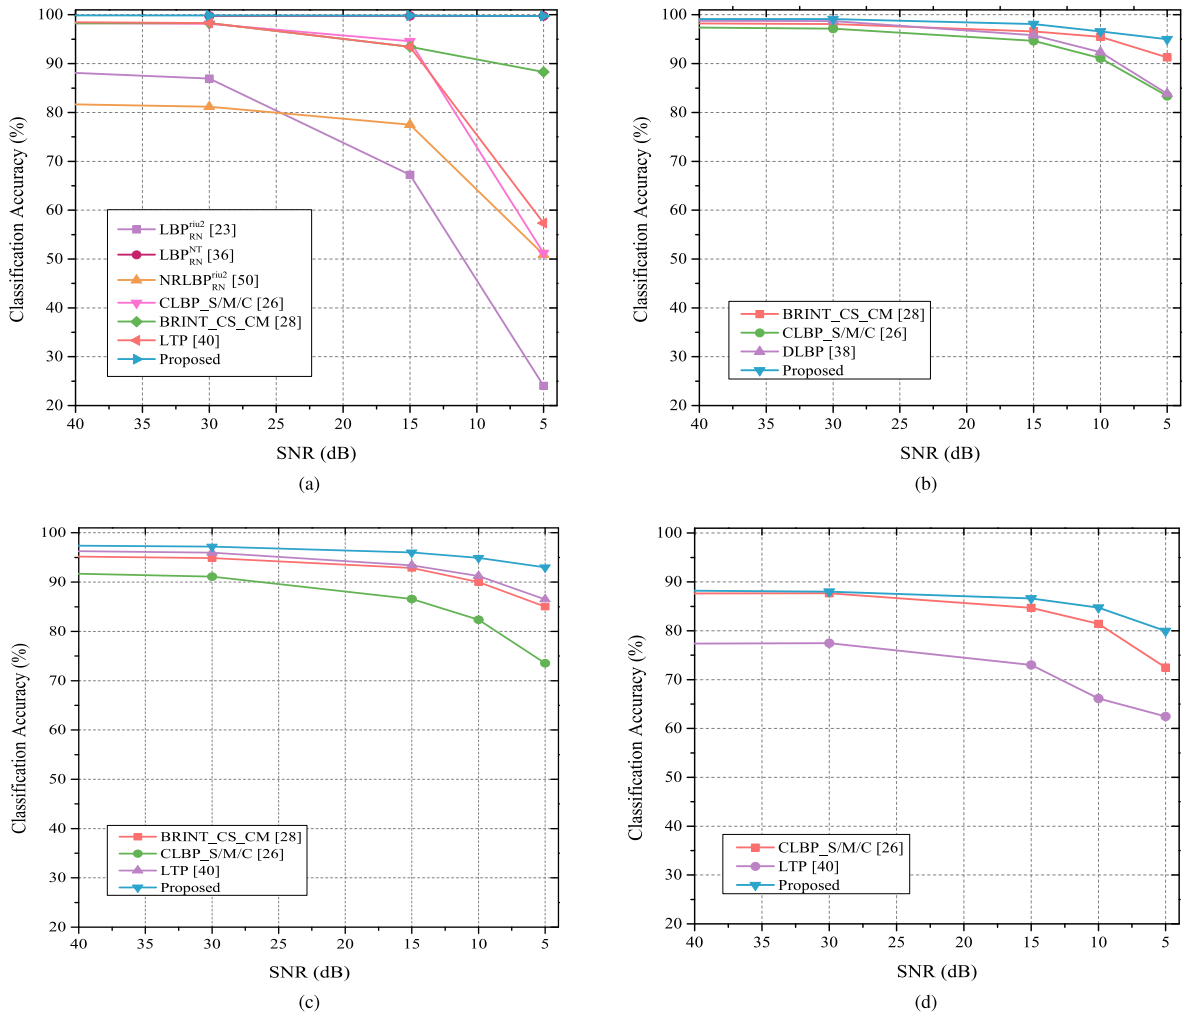 100
90
80
70
60
50
40
30
20
Classification Accuracy (%)
LBP^{riu2}_{RN} [23]
LBP^{NT}_{RN} [36]
NRLBP^{riu2}_{RN} [50]
CLBP_S/M/C [26]
BRINT_CS_CM [28]
LTP [40]
Proposed
40 35 30 25 20 15 10 5
SNR (dB)
(a)
100
90
80
70
60
50
40
30
20
Classification Accuracy (%)
BRINT_CS_CM [28]
CLBP_S/M/C [26]
DLBP [38]
Proposed
40 35 30 25 20 15 10 5
SNR (dB)
(b)
100
90
80
70
60
50
40
30
20
Classification Accuracy (%)
BRINT_CS_CM [28]
CLBP_S/M/C [26]
LTP [40]
Proposed
40 35 30 25 20 15 10 5
SNR (dB)
(c)
100
90
80
70
60
50
40
30
20
Classification Accuracy (%)
CLBP_S/M/C [26]
LTP [40]
Proposed
40 35 30 25 20 15 10 5
SNR (dB)
(d)